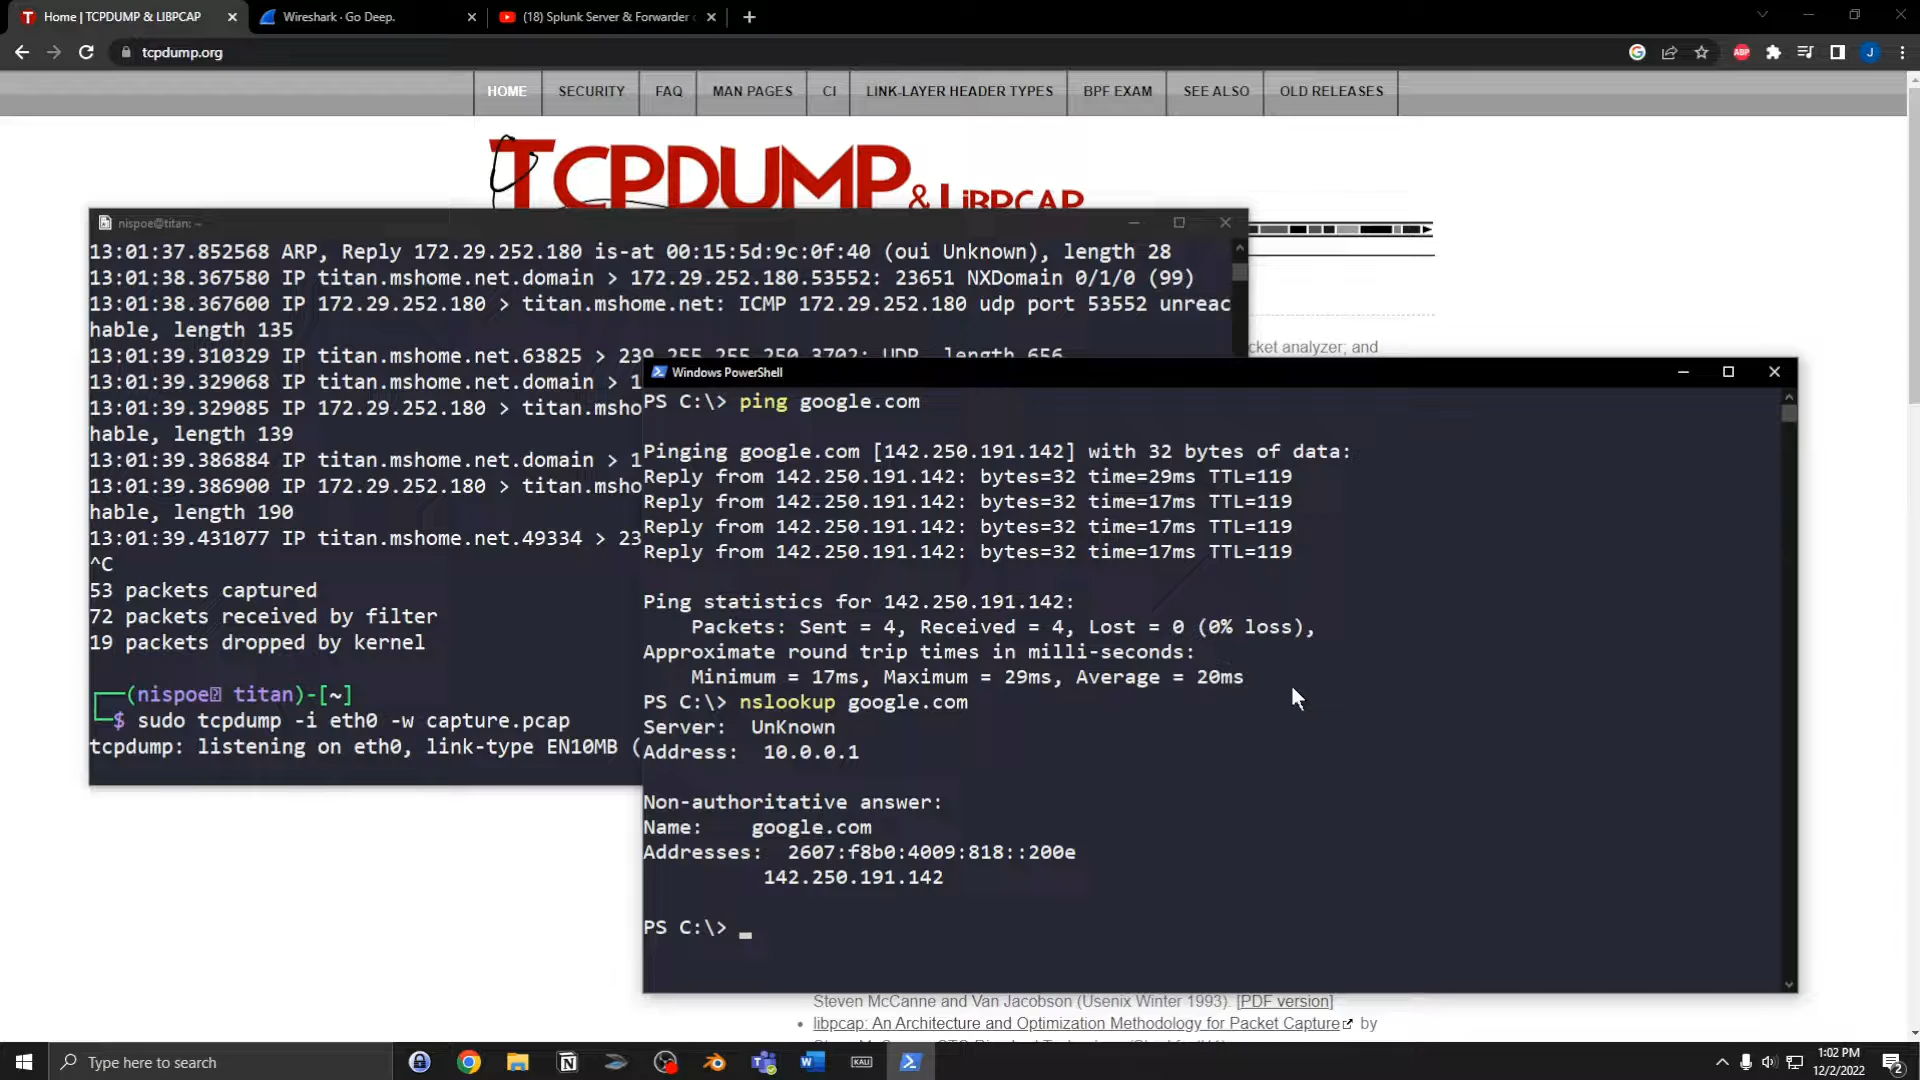 Home | TCPDUMP & LIBPCAP
Wireshark · Go Deep.
(18) Splunk Server & Forwarder
tcpdump.org
ABP
J
HOME
SECURITY
FAQ
MAN PAGES
CI
LINK-LAYER HEADER TYPES
BPF EXAM
SEE ALSO
OLD RELEASES
TCPDUMP & LiBPCAP
nispoe@titan: ~
13:01:37.852568 ARP, Reply 172.29.252.180 is-at 00:15:5d:9c:0f:40 (oui Unknown), length 28
13:01:38.367580 IP titan.mshome.net.domain > 172.29.252.180.53552: 23651 NXDomain 0/1/0 (99)
13:01:38.367600 IP 172.29.252.180 > titan.mshome.net: ICMP 172.29.252.180 udp port 53552 unreac
hable, length 135
13:01:39.310329 IP titan.mshome.net.63825 > 239.255.255.250.3702: UDP, length 656
13:01:39.329068 IP titan.mshome.net.domain > 1
13:01:39.329085 IP 172.29.252.180 > titan.msho
hable, length 139
13:01:39.386884 IP titan.mshome.net.domain > 1
13:01:39.386900 IP 172.29.252.180 > titan.msho
hable, length 190
13:01:39.431077 IP titan.mshome.net.49334 > 23
^C
53 packets captured
72 packets received by filter
19 packets dropped by kernel
(nispoe titan)-[~]
$ sudo tcpdump -i eth0 -w capture.pcap
tcpdump: listening on eth0, link-type EN10MB (
cket analyzer; and
Windows PowerShell
PS C:\> ping google.com
Pinging google.com [142.250.191.142] with 32 bytes of data:
Reply from 142.250.191.142: bytes=32 time=29ms TTL=119
Reply from 142.250.191.142: bytes=32 time=17ms TTL=119
Reply from 142.250.191.142: bytes=32 time=17ms TTL=119
Reply from 142.250.191.142: bytes=32 time=17ms TTL=119
Ping statistics for 142.250.191.142:
Packets: Sent = 4, Received = 4, Lost = 0 (0% loss),
Approximate round trip times in milli-seconds:
Minimum = 17ms, Maximum = 29ms, Average = 20ms
PS C:\> nslookup google.com
Server: UnKnown
Address: 10.0.0.1
Non-authoritative answer:
Name: google.com
Addresses: 2607:f8b0:4009:818::200e
142.250.191.142
PS C:\>
Steven McCanne and Van Jacobson (Usenix Winter 1993). [PDF version]
• libpcap: An Architecture and Optimization Methodology for Packet Capture by
Type here to search
KALI
1:02 PM
12/2/2022
2